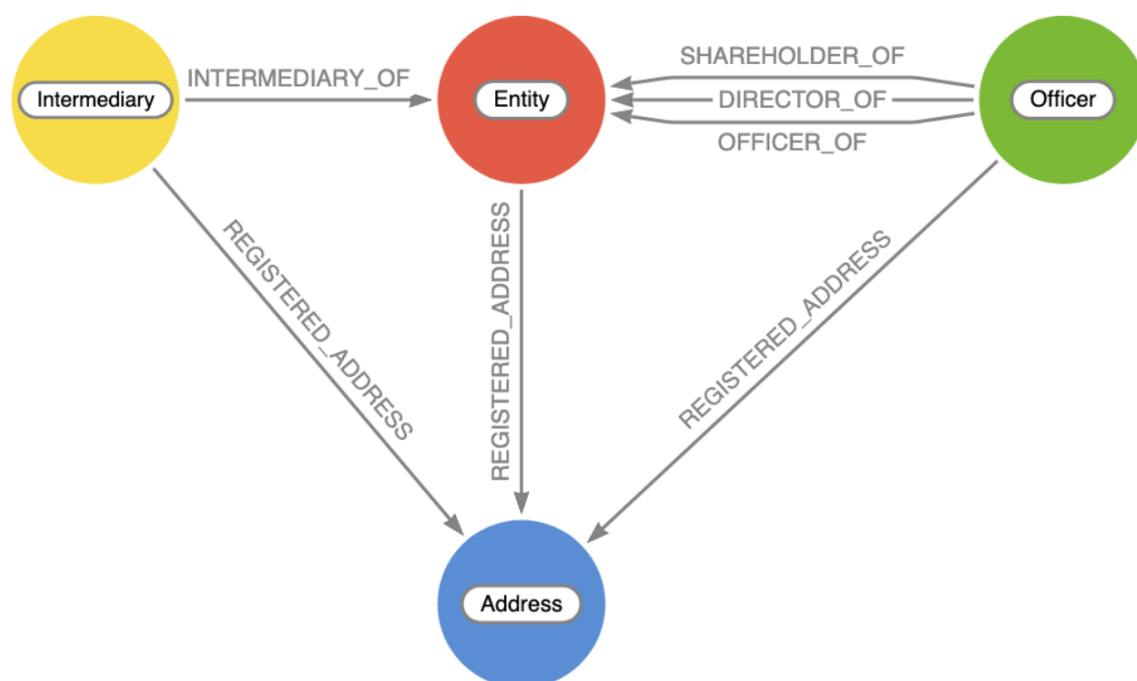 SHAREHOLDER_OF
INTERMEDIARY_OF
Intermediary
Entity
DIRECTOR_OF
Officer
OFFICER_OF
REGISTERED_ADDRESS
REGISTERED_ADDRESS
REGISTERED_ADDRESS
Address